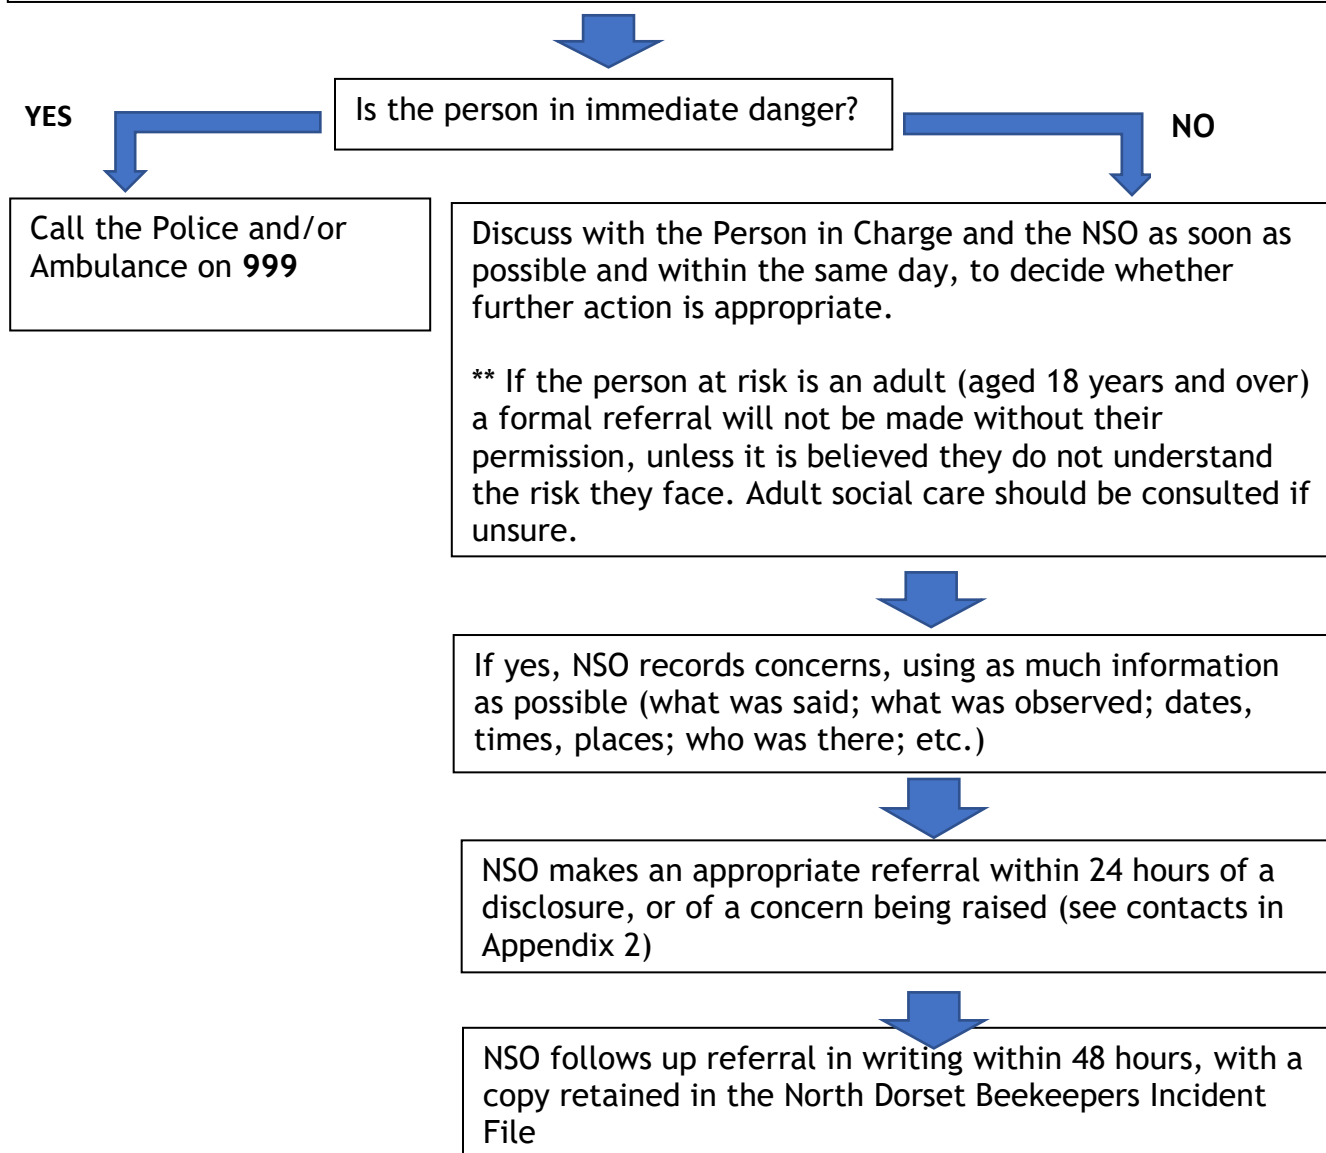 Is the person in immediate danger?
YES
NO
Call the Police and/or
Ambulance on 999
Discuss with the Person in Charge and the NSO as soon as
possible and within the same day, to decide whether
further action is appropriate.
** If the person at risk is an adult (aged 18 years and over)
a formal referral will not be made without their
permission, unless it is believed they do not understand
the risk they face. Adult social care should be consulted if
unsure.
If yes, NSO records concerns, using as much information
as possible (what was said; what was observed; dates,
times, places; who was there; etc.)
NSO makes an appropriate referral within 24 hours of a
disclosure, or of a concern being raised (see contacts in
Appendix 2)
NSO follows up referral in writing within 48 hours, with a
copy retained in the North Dorset Beekeepers Incident
File